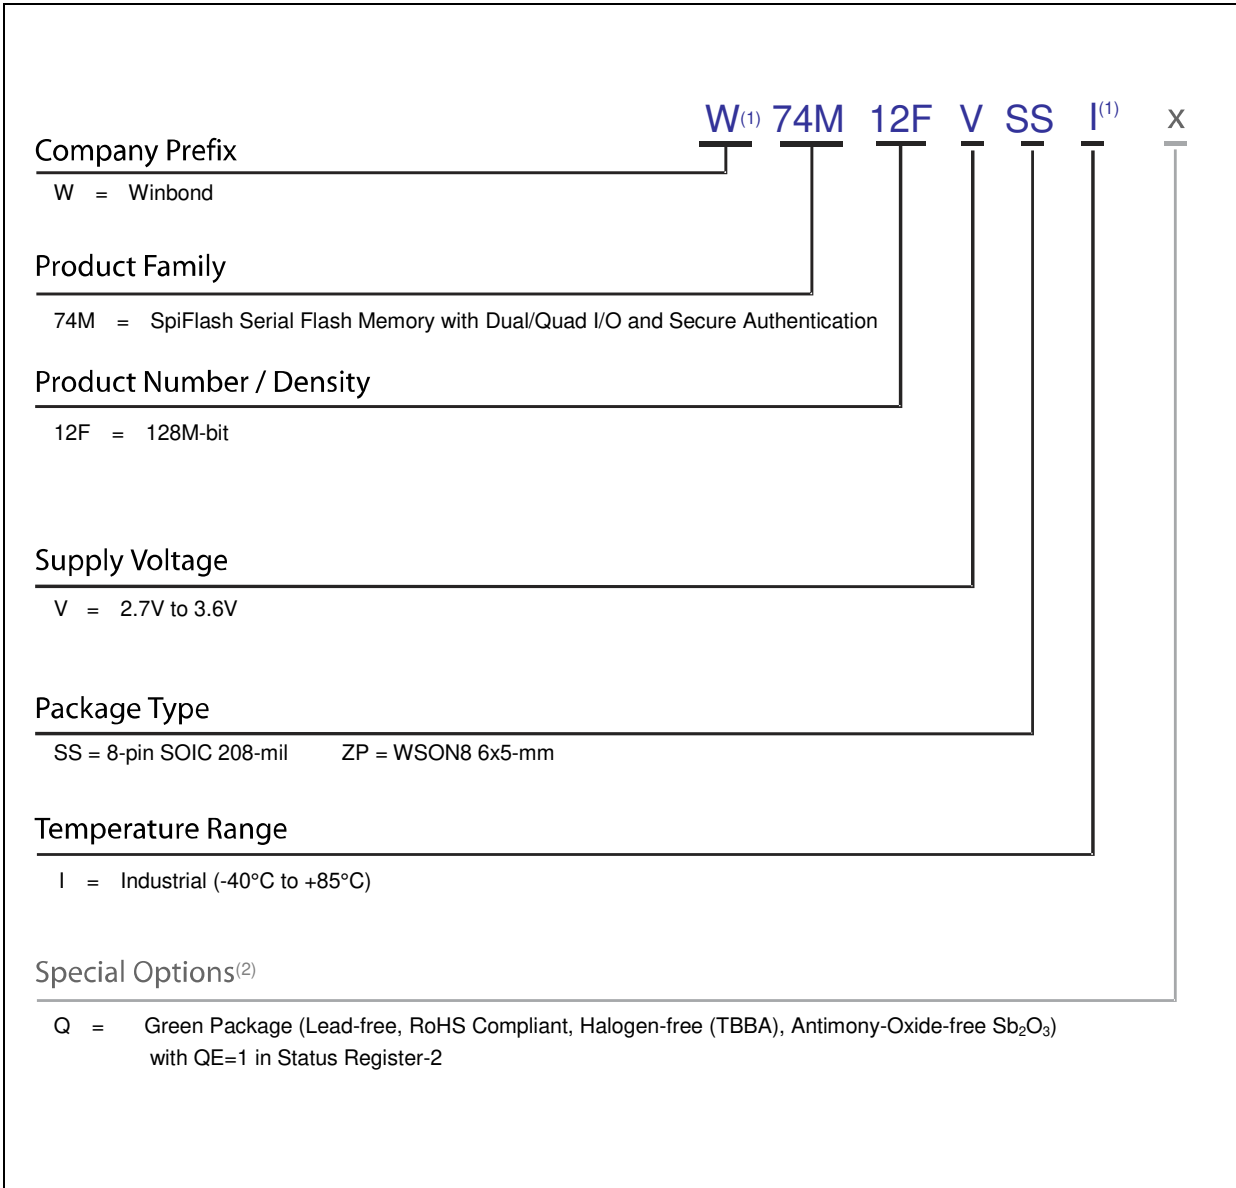 W(1) 74M 12F V SS I(1) x
Company Prefix
W = Winbond
Product Family
74M = SpiFlash Serial Flash Memory with Dual/Quad I/O and Secure Authentication
Product Number / Density
12F = 128M-bit
Supply Voltage
V = 2.7V to 3.6V
Package Type
SS = 8-pin SOIC 208-mil ZP = WSON8 6x5-mm
Temperature Range
I = Industrial (-40°C to +85°C)
Special Options(2)
Q = Green Package (Lead-free, RoHS Compliant, Halogen-free (TBBA), Antimony-Oxide-free Sb₂O₃)
with QE=1 in Status Register-2